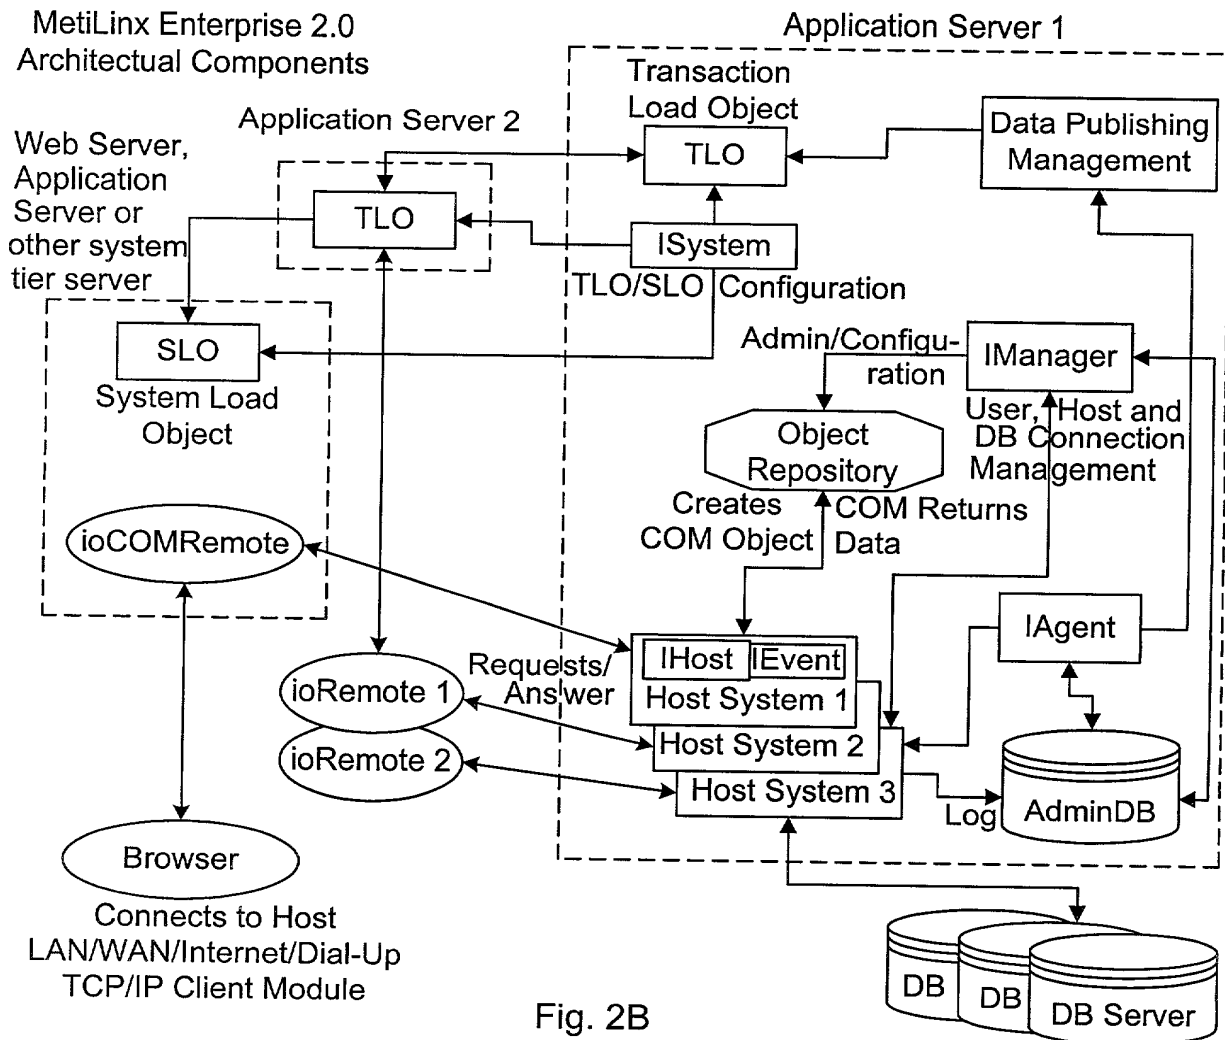 MetiLinx Enterprise 2.0
Architectual Components
Application Server 1
Transaction
Load Object
TLO
Data Publishing
Management
Application Server 2
TLO
Web Server,
Application
Server or
other system
tier server
ISystem
TLO/SLO Configuration
SLO
System Load
Object
Admin/Configu-
ration
IManager
User, Host and
DB Connection
Management
Object
Repository
Creates
COM Object
COM Returns
Data
ioCOMRemote
IAgent
IHost
IEvent
Host System 1
Host System 2
Host System 3
Requests/
Answer
ioRemote 1
ioRemote 2
Log
AdminDB
Browser
Connects to Host
LAN/WAN/Internet/Dial-Up
TCP/IP Client Module
DB
DB
DB Server
Fig. 2B